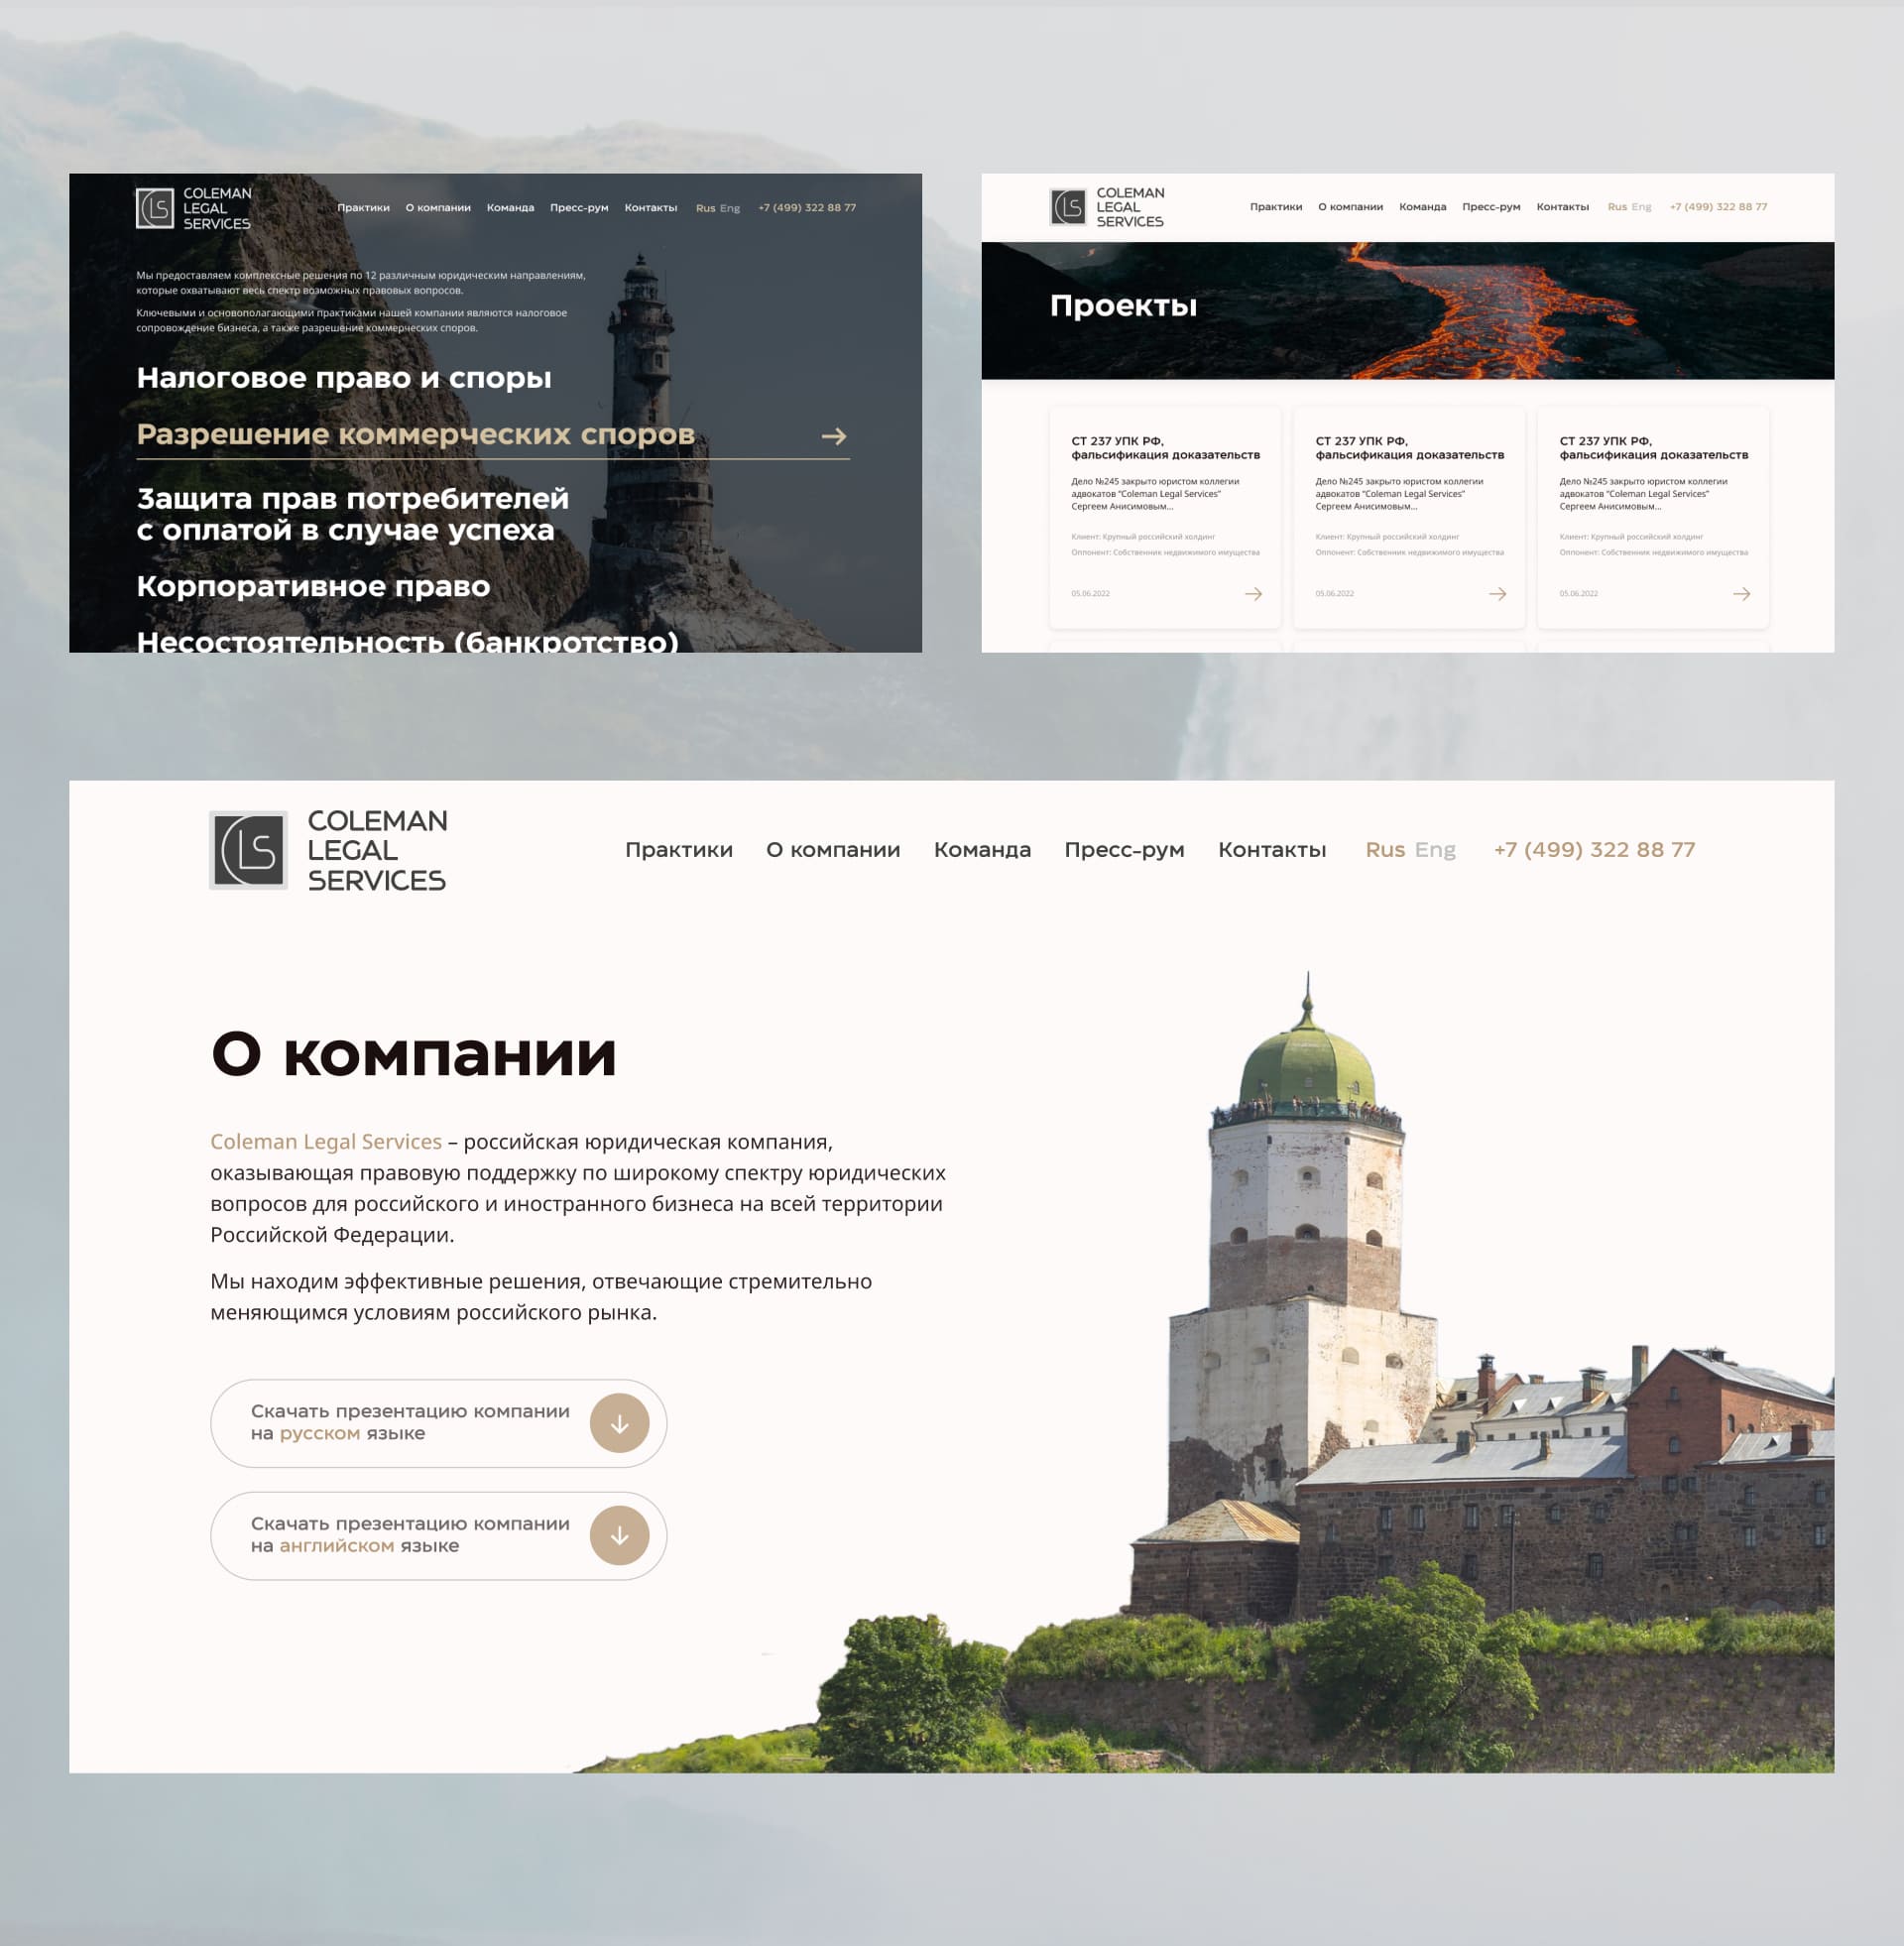 COLEMAN
LEGAL
SERVICES
Практики О компании Команда Пресс-рум Контакты Rus Eng +7 (499) 322 88 77
Мы предоставляем комплексные решения по 12 различным юридическим направлениям,
которые охватывают весь спектр возможных правовых вопросов.
Ключевыми и основополагающими практиками нашей компании являются налоговое
сопровождение бизнеса, а также разрешение коммерческих споров.
Налоговое право и споры
Разрешение коммерческих споров
Защита прав потребителей
с оплатой в случае успеха
Корпоративное право
Несостоятельность (банкротство)
COLEMAN
LEGAL
SERVICES
Практики О компании Команда Пресс-рум Контакты Rus Eng +7 (499) 322 88 77
Проекты
СТ 237 УПК РФ,
фальсификация доказательств
Дело №245 закрыто юристом коллегии
адвокатов “Coleman Legal Services”
Сергеем Анисимовым...
Клиент: Крупный российский холдинг
Оппонент: Собственник недвижимого имущества
05.06.2022
СТ 237 УПК РФ,
фальсификация доказательств
Дело №245 закрыто юристом коллегии
адвокатов “Coleman Legal Services”
Сергеем Анисимовым...
Клиент: Крупный российский холдинг
Оппонент: Собственник недвижимого имущества
05.06.2022
СТ 237 УПК РФ,
фальсификация доказательств
Дело №245 закрыто юристом коллегии
адвокатов “Coleman Legal Services”
Сергеем Анисимовым...
Клиент: Крупный российский холдинг
Оппонент: Собственник недвижимого имущества
05.06.2022
COLEMAN
LEGAL
SERVICES
Практики О компании Команда Пресс-рум Контакты Rus Eng +7 (499) 322 88 77
О компании
Coleman Legal Services – российская юридическая компания,
оказывающая правовую поддержку по широкому спектру юридических
вопросов для российского и иностранного бизнеса на всей территории
Российской Федерации.
Мы находим эффективные решения, отвечающие стремительно
меняющимся условиям российского рынка.
Скачать презентацию компании
на русском языке
Скачать презентацию компании
на английском языке